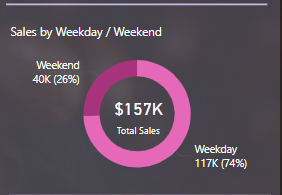 Sales by Weekday / Weekend
Weekend
40K (26%)
$157K
Total Sales
Weekday
117K (74%)